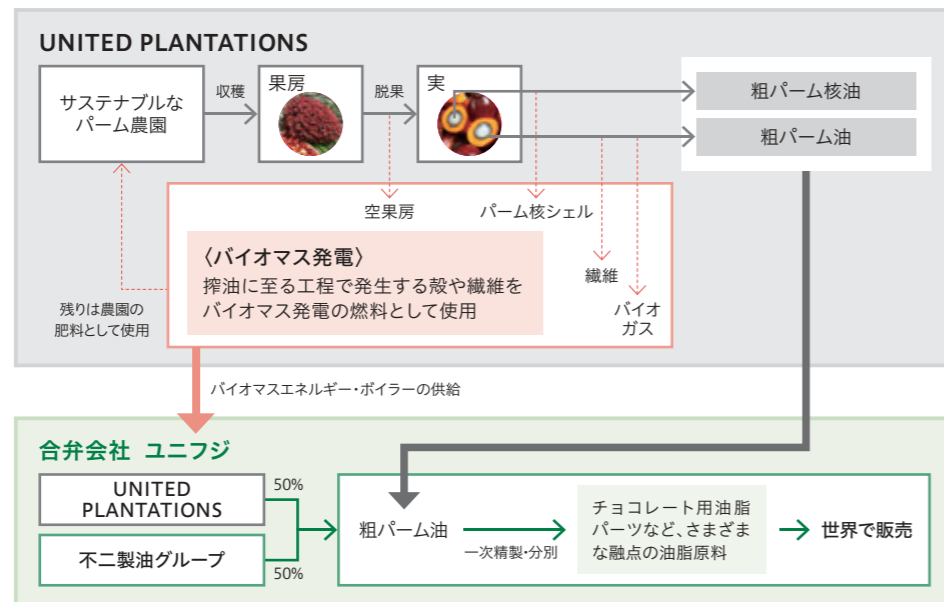 UNITED PLANTATIONS
サステナブルな
パーム農園
収穫
果房
脱果
実
粗パーム核油
粗パーム油
空果房
パーム核シェル
繊維
バイオ
ガス
〈バイオマス発電〉
搾油に至る工程で発生する殻や繊維を
バイオマス発電の燃料として使用
残りは農園の
肥料として使用
バイオマスエネルギー・ボイラーの供給
合弁会社 ユニフジ
UNITED
PLANTATIONS
50%
不二製油グループ
50%
粗パーム油
一次精製・分別
チョコレート用油脂
パーツなど、さまざま
な融点の油脂原料
世界で販売